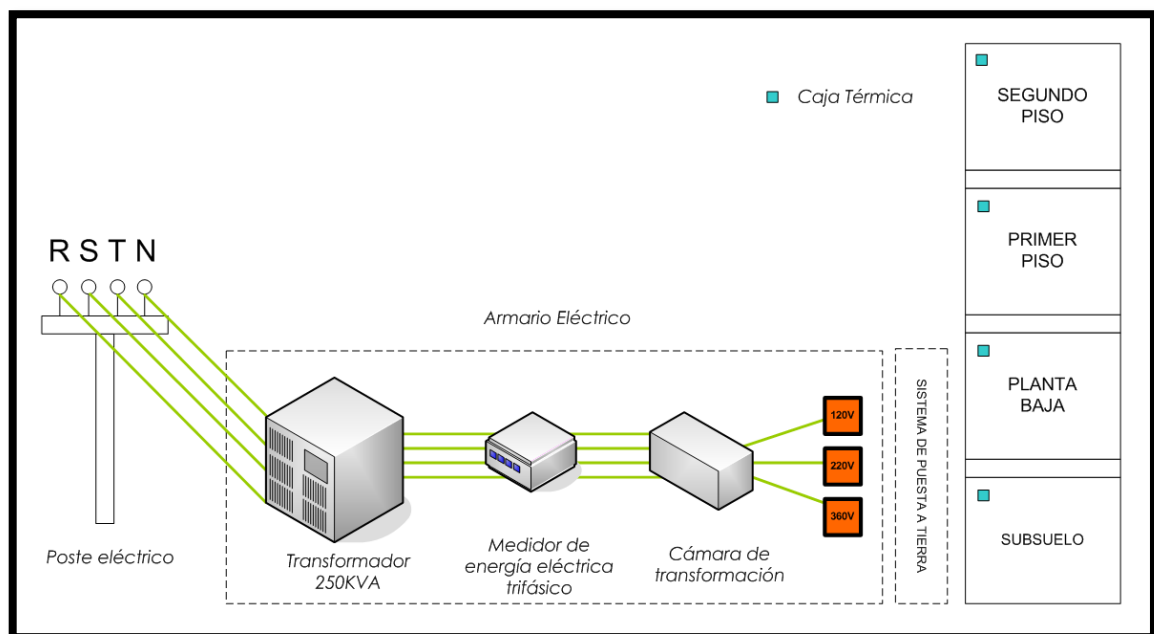 Caja Térmica
SEGUNDO
PISO
PRIMER
PISO
R S T N
Armario Eléctrico
120V
220V
360V
SISTEMA DE PUESTA A TIERRA
PLANTA
BAJA
SUBSUELO
Poste eléctrico
Transformador
250KVA
Medidor de
energía eléctrica
trifásico
Cámara de
transformación